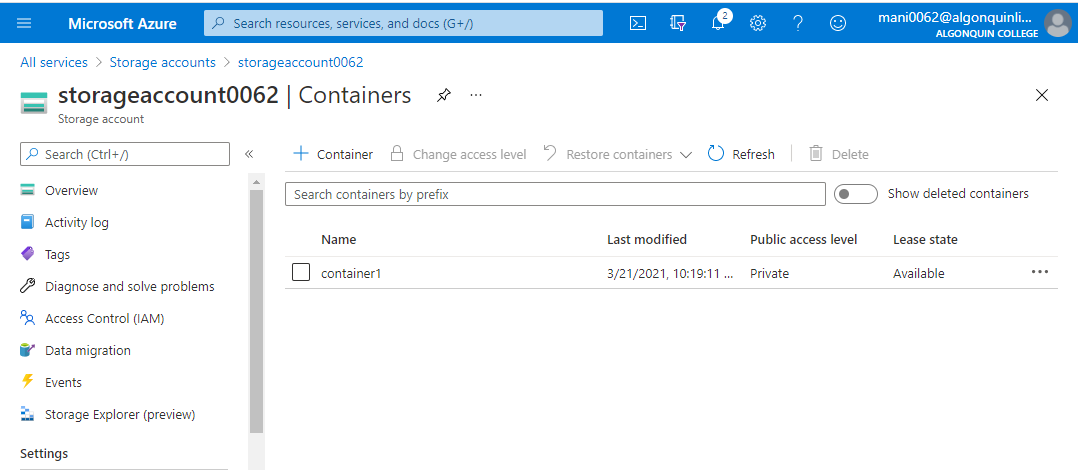 Microsoft Azure
Search resources, services, and docs (G+/)
2
mani0062@algonquinli...
ALGONQUIN COLLEGE
All services > Storage accounts > storageaccount0062
storageaccount0062 | Containers
Storage account
Search (Ctrl+/)
Overview
Activity log
Tags
Diagnose and solve problems
Access Control (IAM)
Data migration
Events
Storage Explorer (preview)
Settings
+ Container Change access level Restore containers Refresh Delete
Search containers by prefix
Show deleted containers
Name Last modified Public access level Lease state
container1 3/21/2021, 10:19:11 ... Private Available